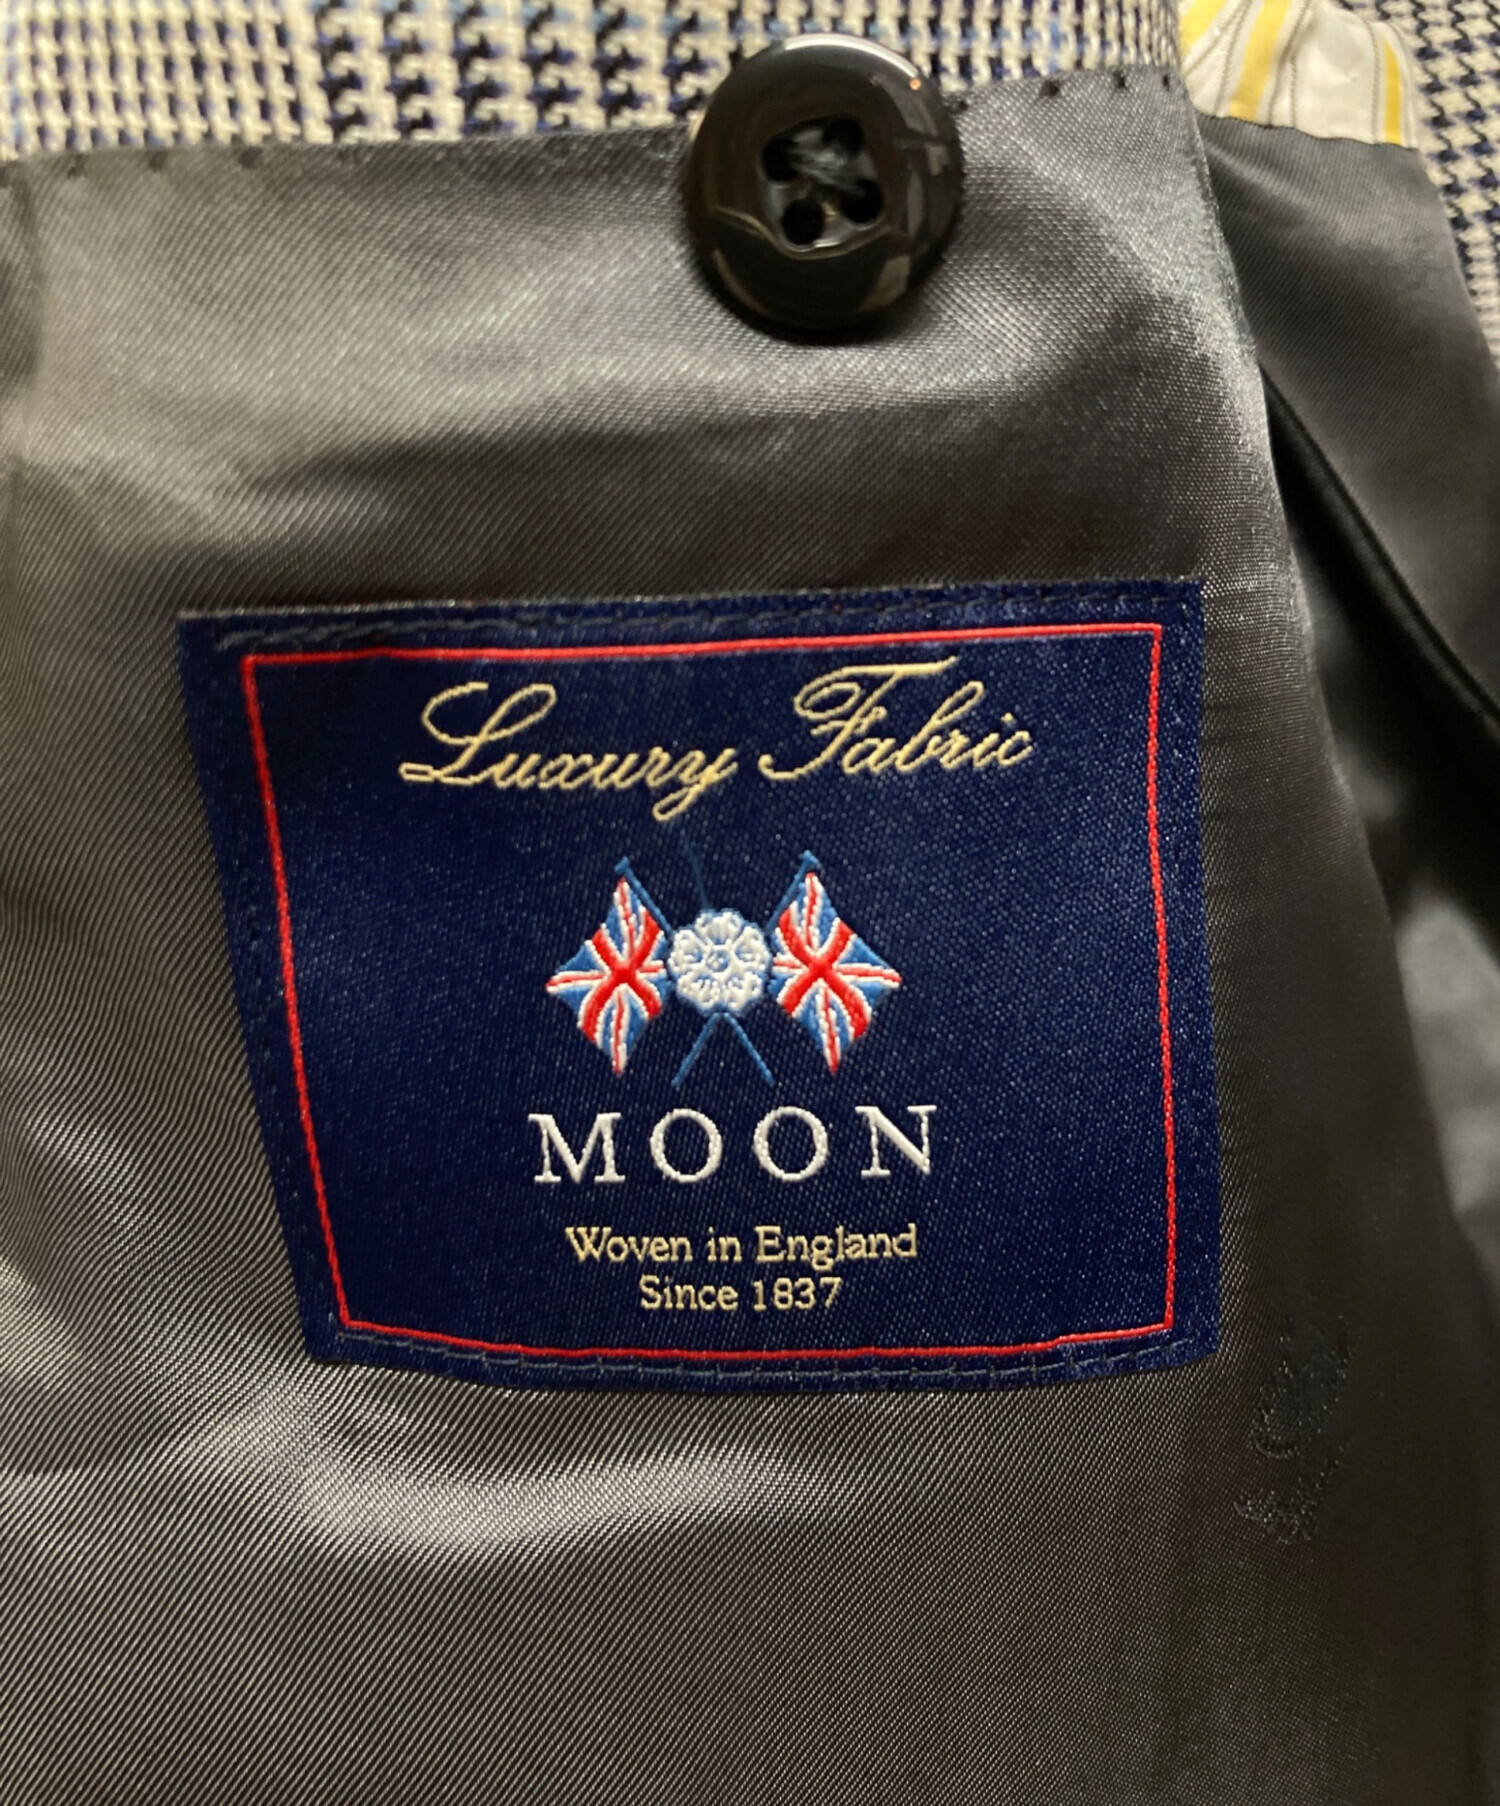 Luxury Fabric
MOON
Woven in England
Since 1837